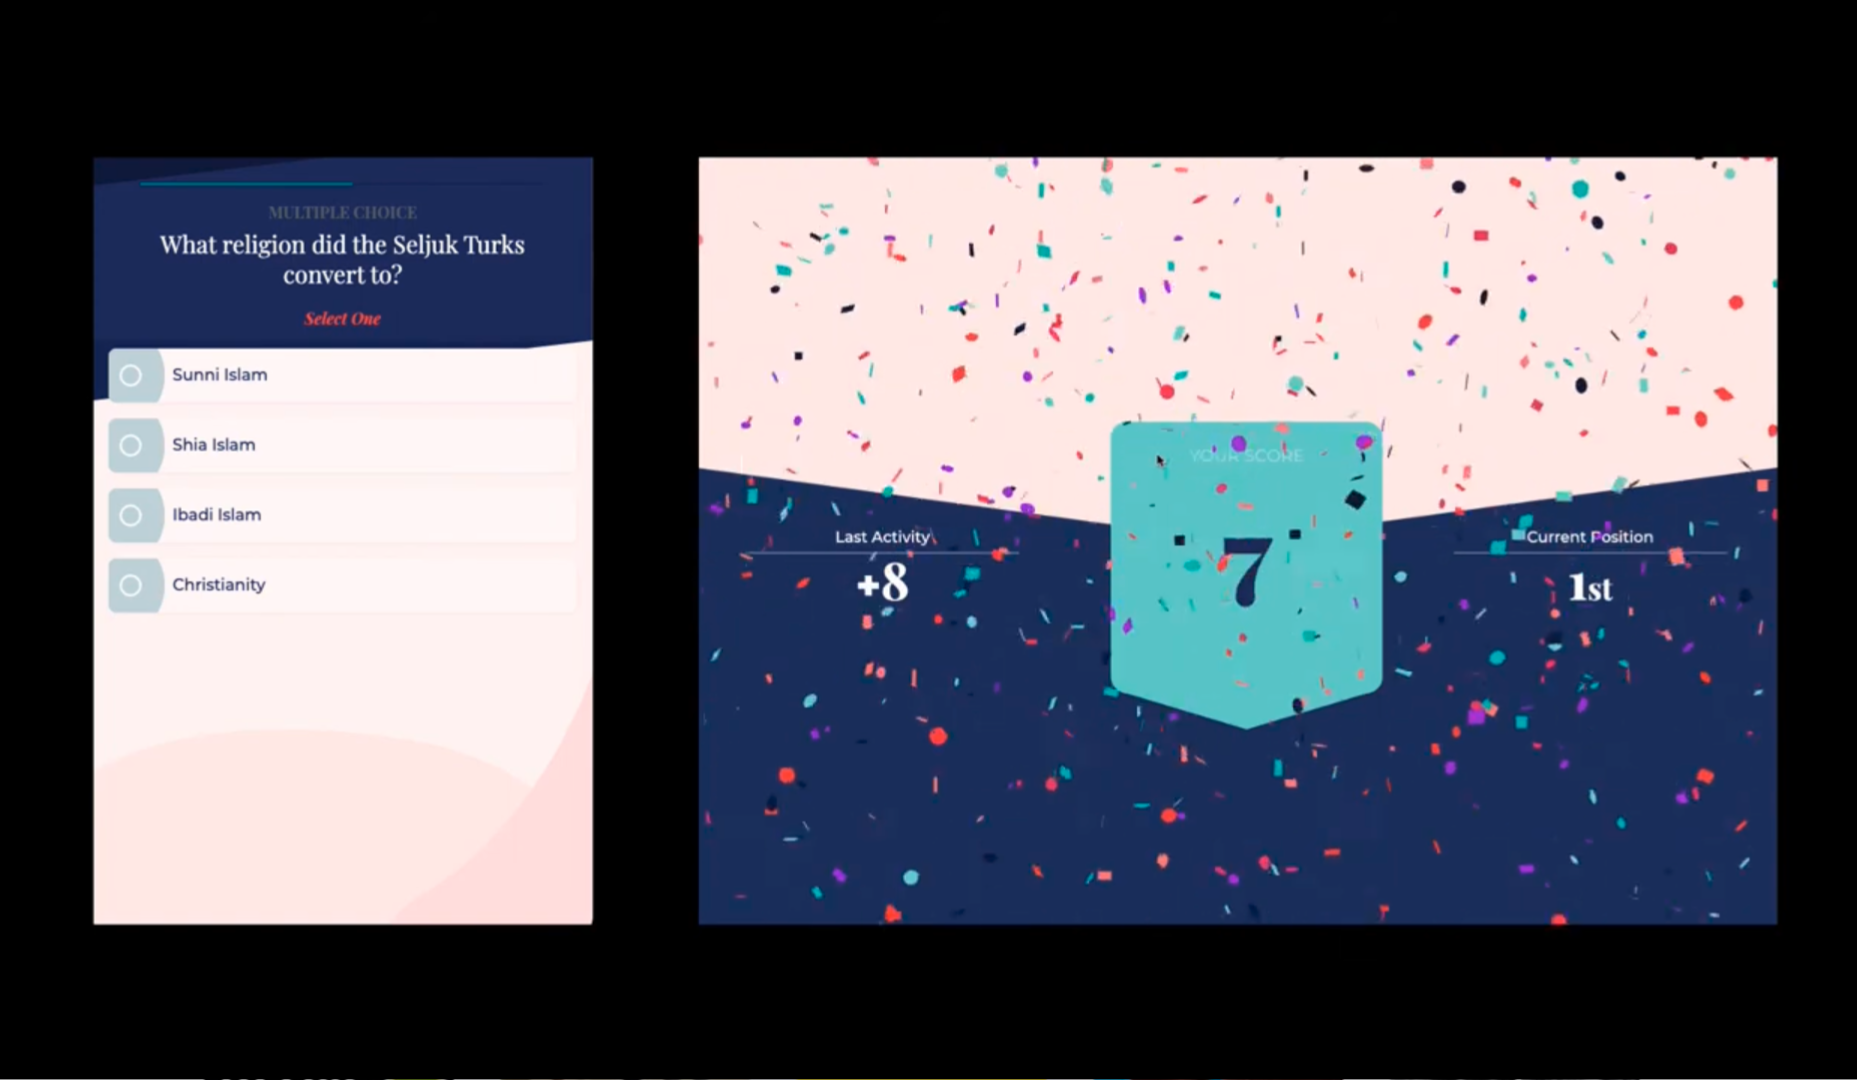 MULTIPLE CHOICE
What religion did the Seljuk Turks
convert to?
Select One
Sunni Islam
Shia Islam
Ibadi Islam
Christianity
YOUR SCORE
7
Last Activity
+8
Current Position
1st